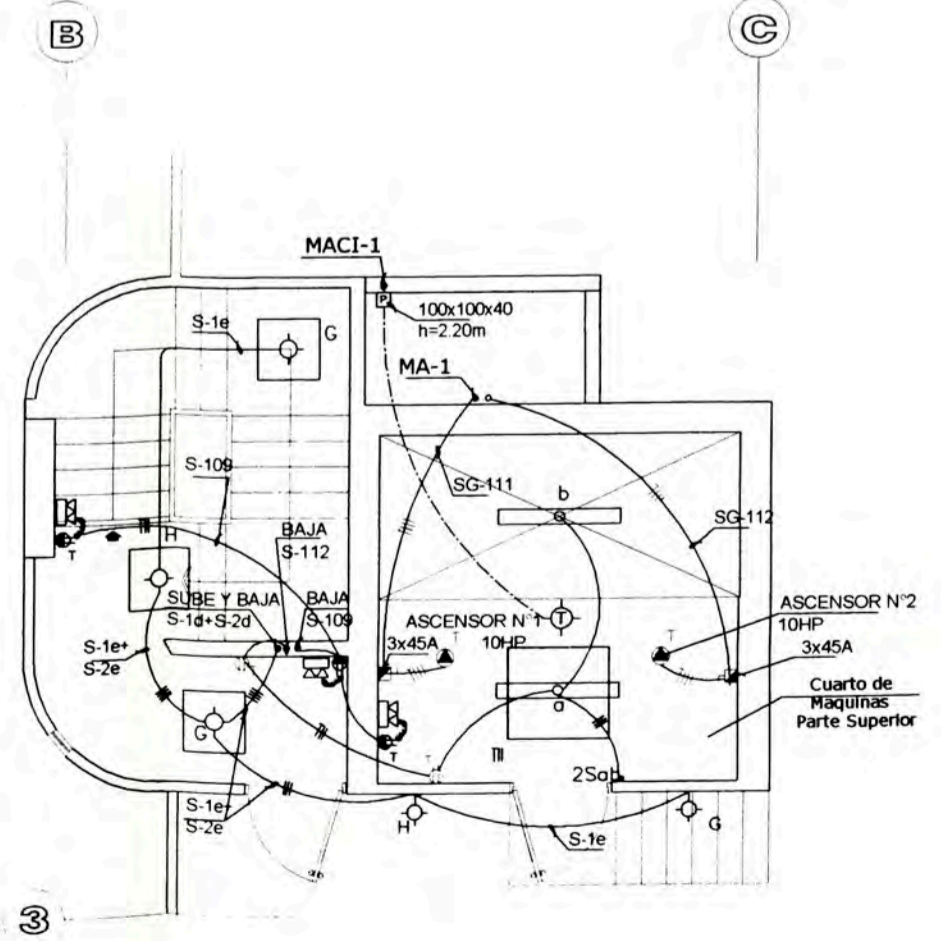 B
C
MACI-1
P
100x100x40
h=2.20m
S-1e
G
MA-1
S-109
SG-111
b
SG-112
H
BAJA
S-112
T
SUBE Y BAJA
S-1d+S-2d
BAJA
S-109
ASCENSOR N°1
10HP
T
T
T
ASCENSOR N°2
10HP
3x45A
3x45A
S-1e+
S-2e
Cuarto de
Maquinas
Parte Superior
a
G
T
T
2Sab
S-1e+
S-2e
H
S-1e
G
3